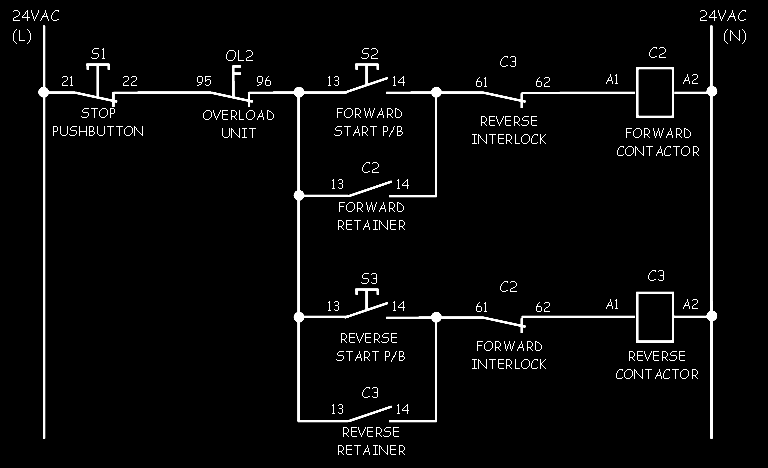 24VAC
(L)
24VAC
(N)
S1
21
22
STOP
PUSHBUTTON
OL2
95
96
OVERLOAD
UNIT
S2
13
14
FORWARD
START P/B
C3
61
62
REVERSE
INTERLOCK
C2
A1
A2
FORWARD
CONTACTOR
C2
13
14
FORWARD
RETAINER
S3
13
14
REVERSE
START P/B
C2
61
62
FORWARD
INTERLOCK
C3
A1
A2
REVERSE
CONTACTOR
C3
13
14
REVERSE
RETAINER